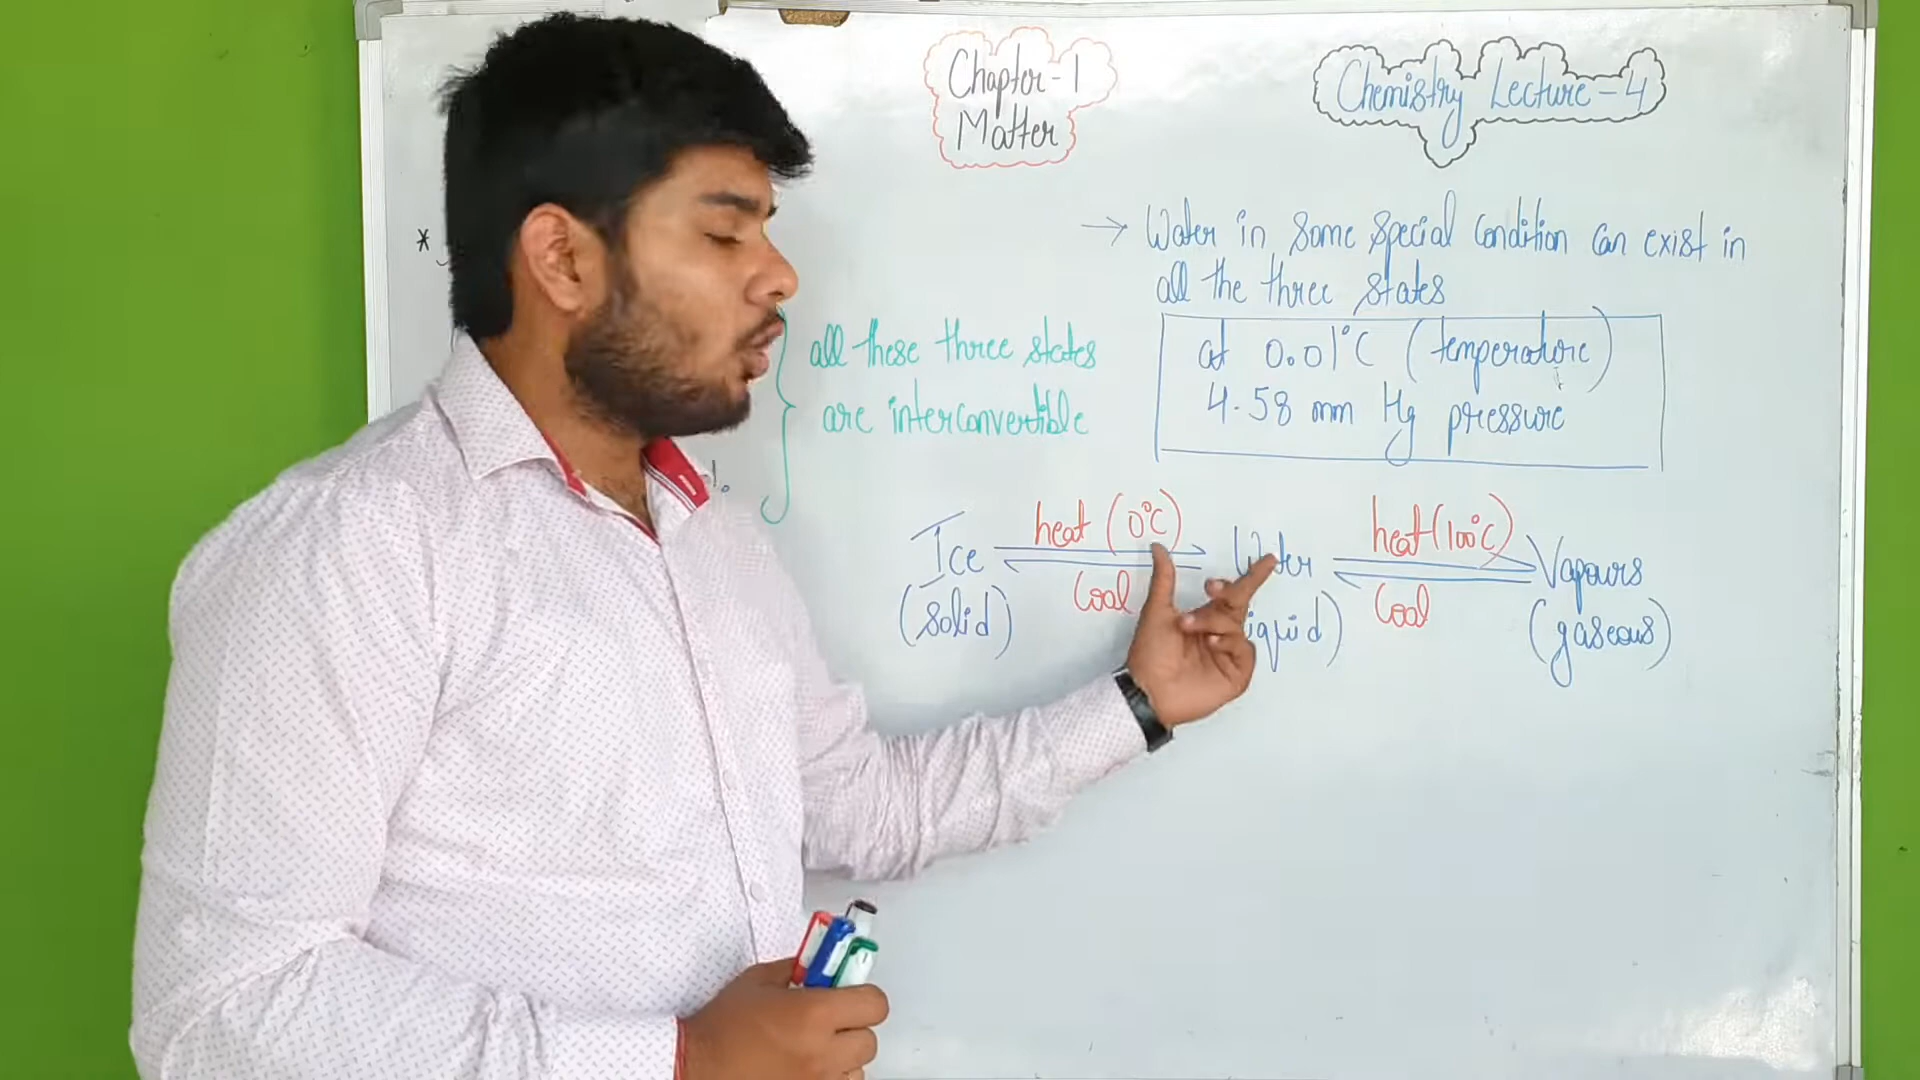 Chapter-1
Matter
Chemistry Lecture-4
*
→ Water in some special condition can exist in
all the three states
at 0.01°C (temperature)
4.58 mm Hg pressure
all these three states
are interconvertible
heat (0°C)
heat (100°C)
Ice
Water
Vapours
Cool
Cool
(solid)
(gaseous)